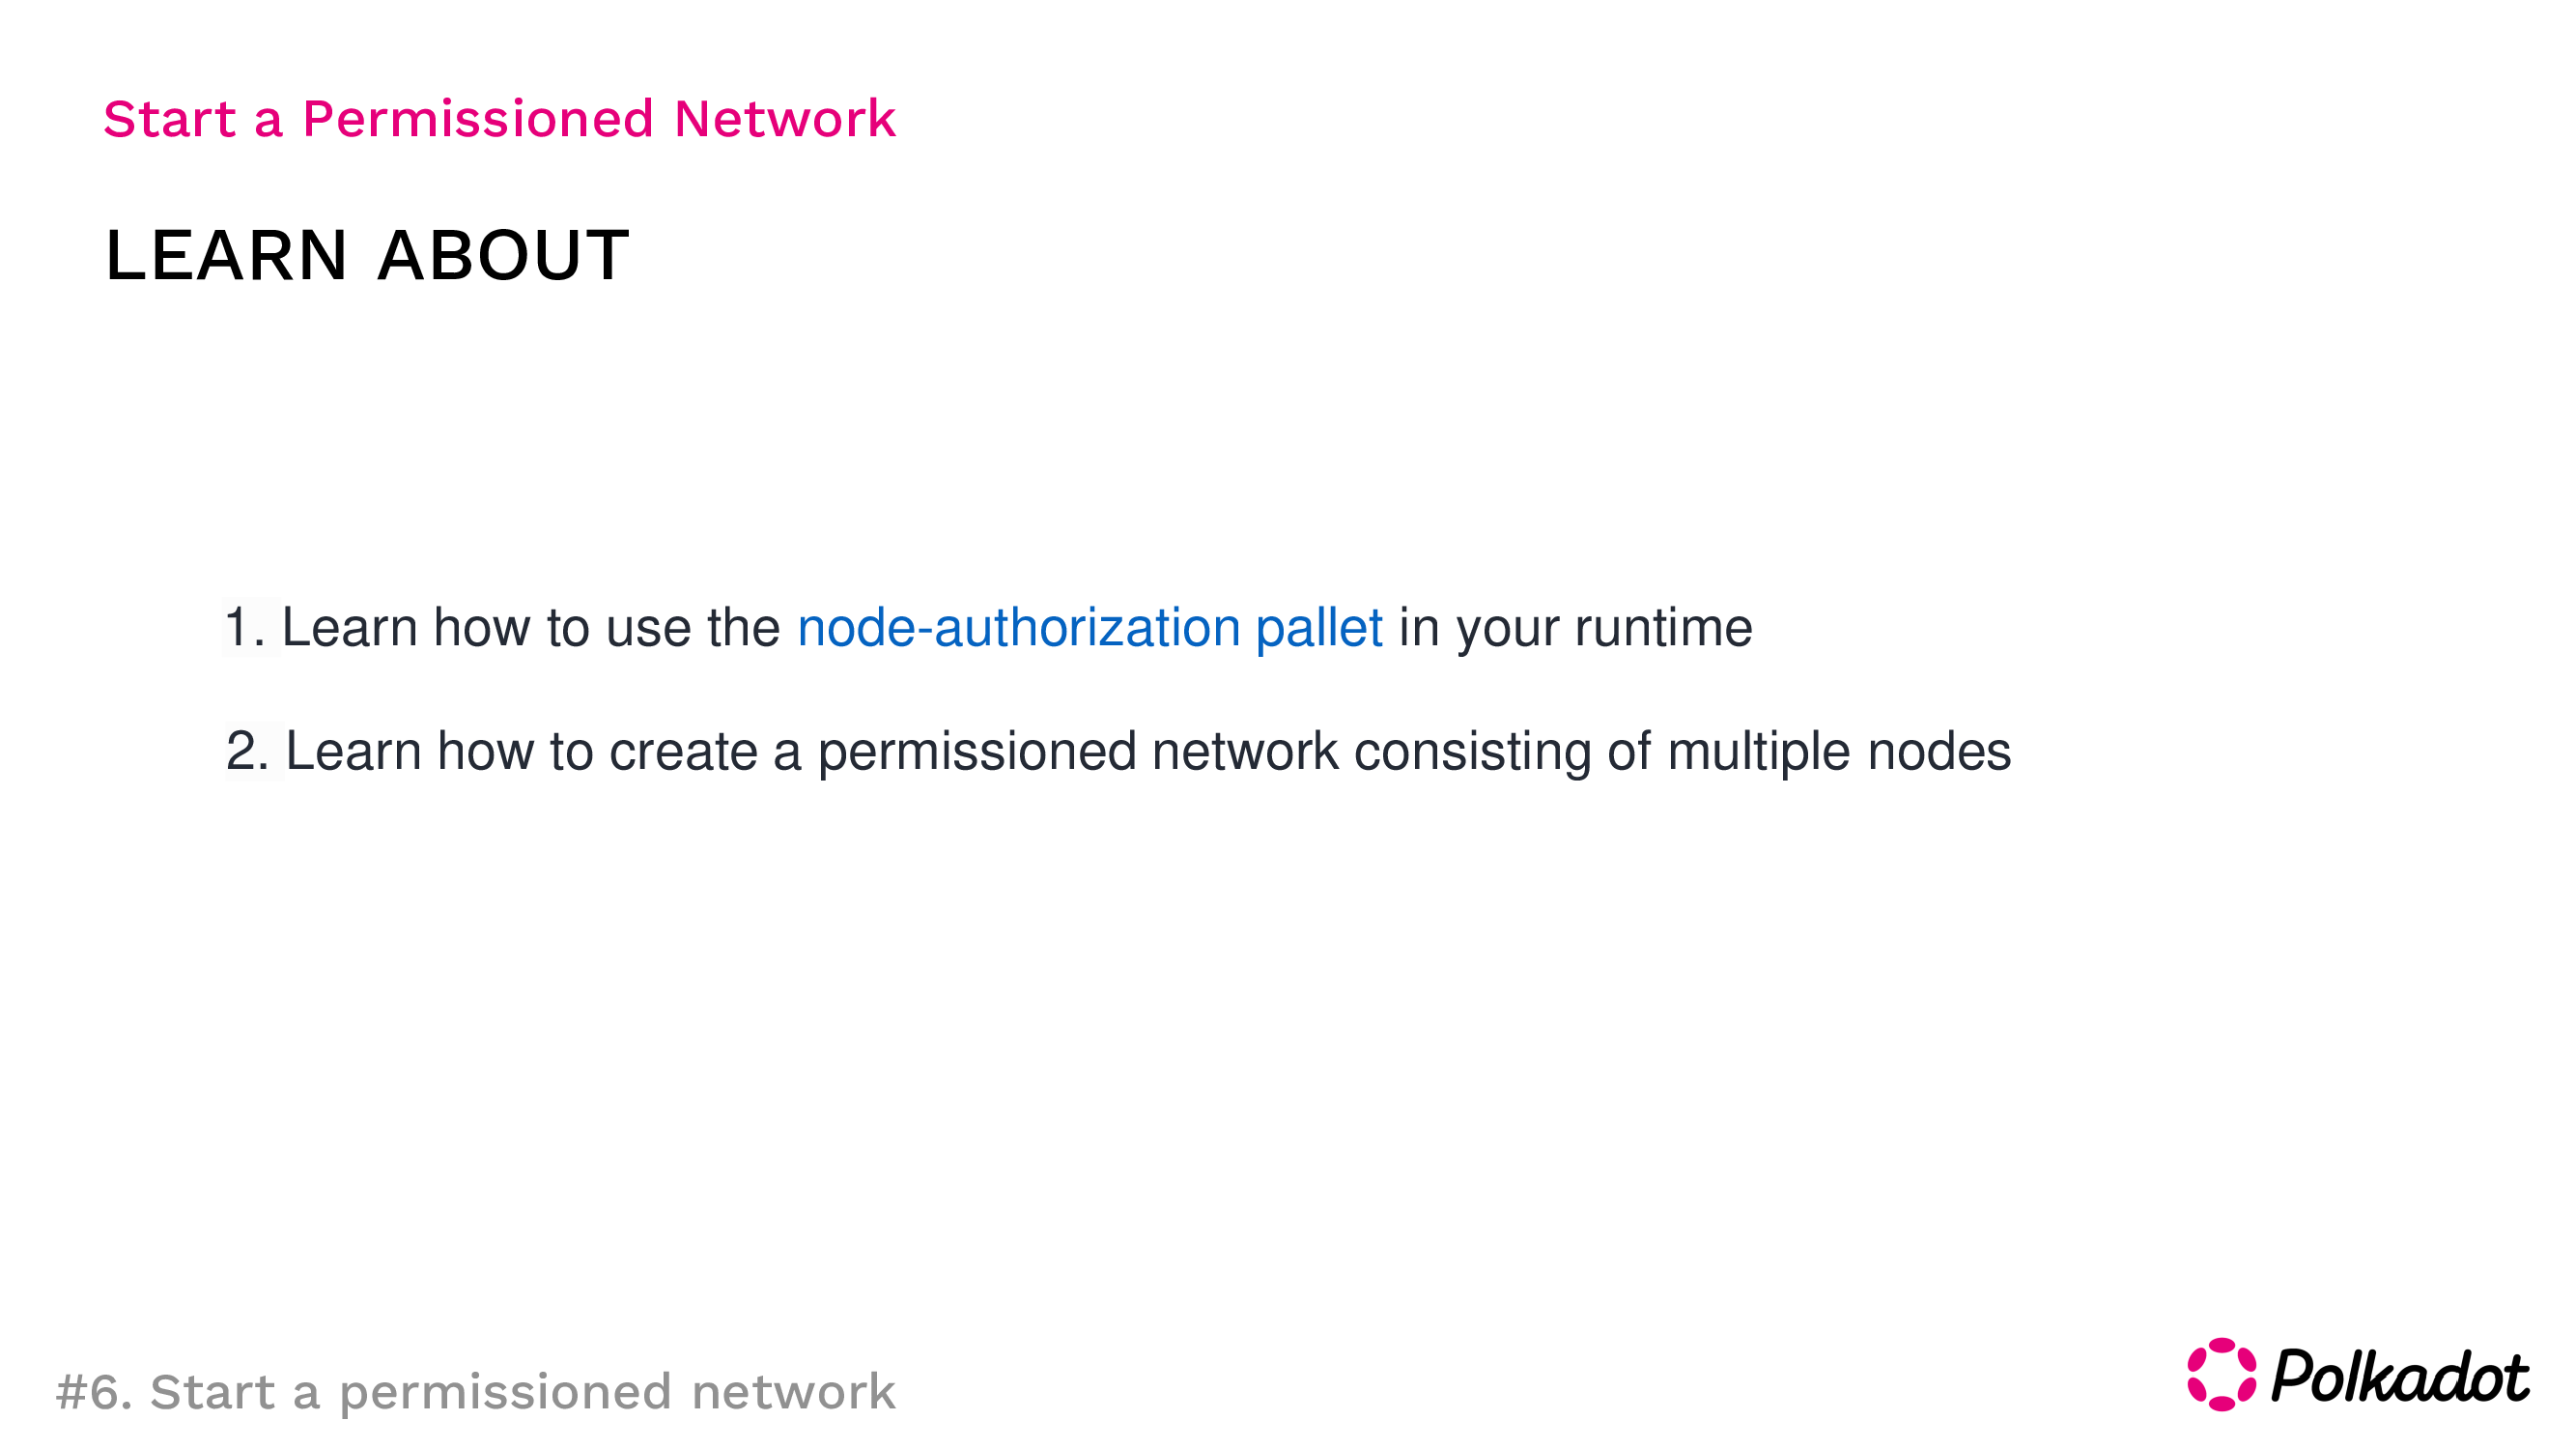 Start a Permissioned Network
LEARN ABOUT
1. Learn how to use the node-authorization pallet in your runtime
2. Learn how to create a permissioned network consisting of multiple nodes
#6. Start a permissioned network
Polkadot